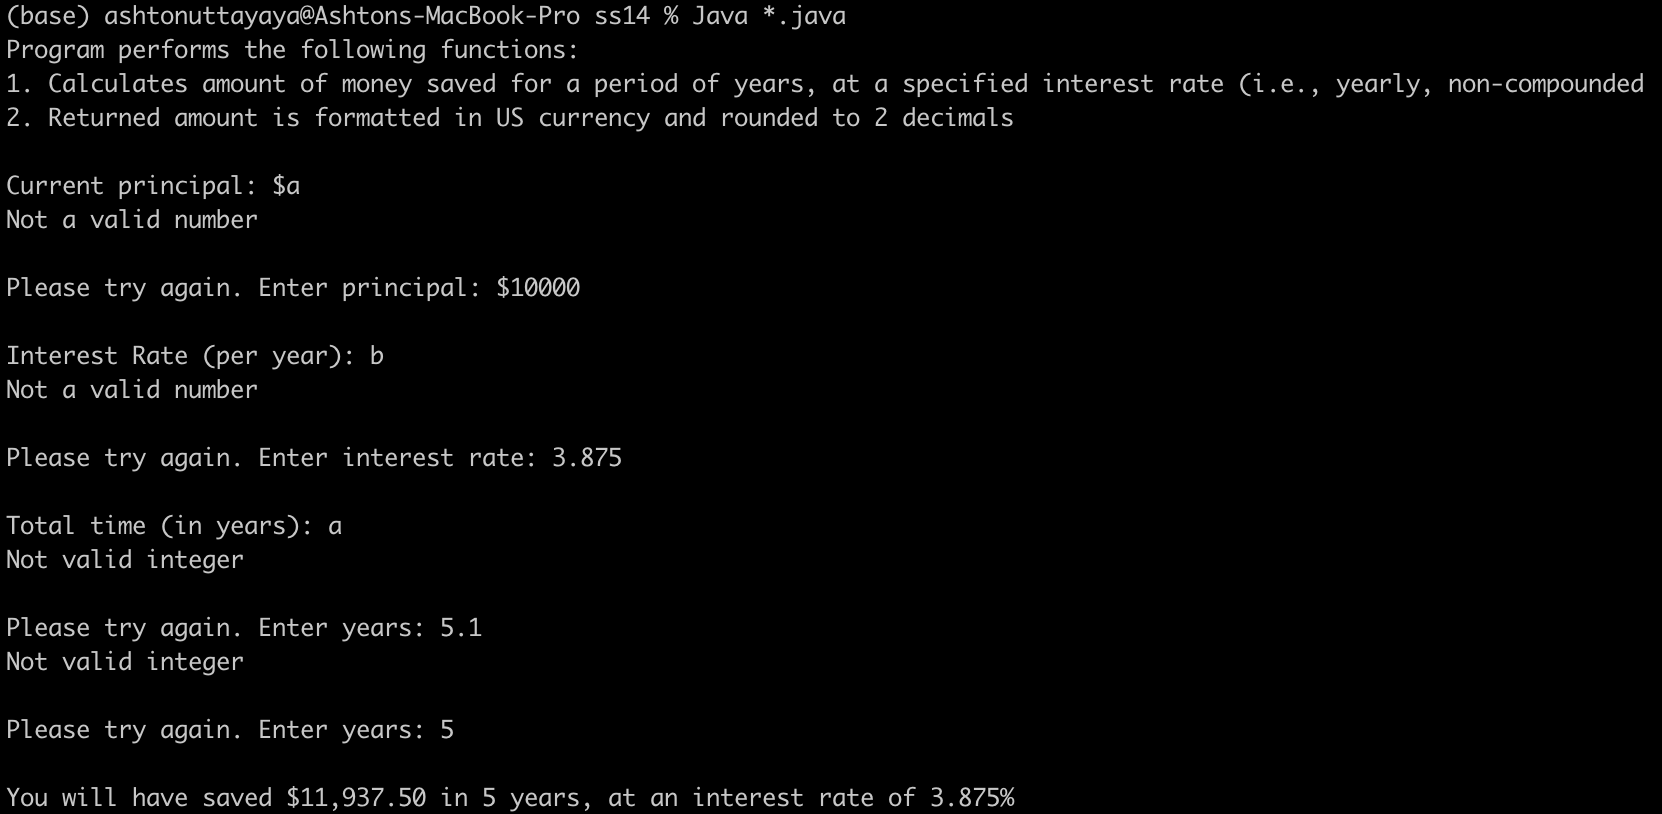 (base) ashtonuttayaya@Ashtons-MacBook-Pro ss14 % Java *.java
Program performs the following functions:
1. Calculates amount of money saved for a period of years, at a specified interest rate (i.e., yearly, non-compounded
2. Returned amount is formatted in US currency and rounded to 2 decimals
Current principal: $a
Not a valid number
Please try again. Enter principal: $10000
Interest Rate (per year): b
Not a valid number
Please try again. Enter interest rate: 3.875
Total time (in years): a
Not valid integer
Please try again. Enter years: 5.1
Not valid integer
Please try again. Enter years: 5
You will have saved $11,937.50 in 5 years, at an interest rate of 3.875%